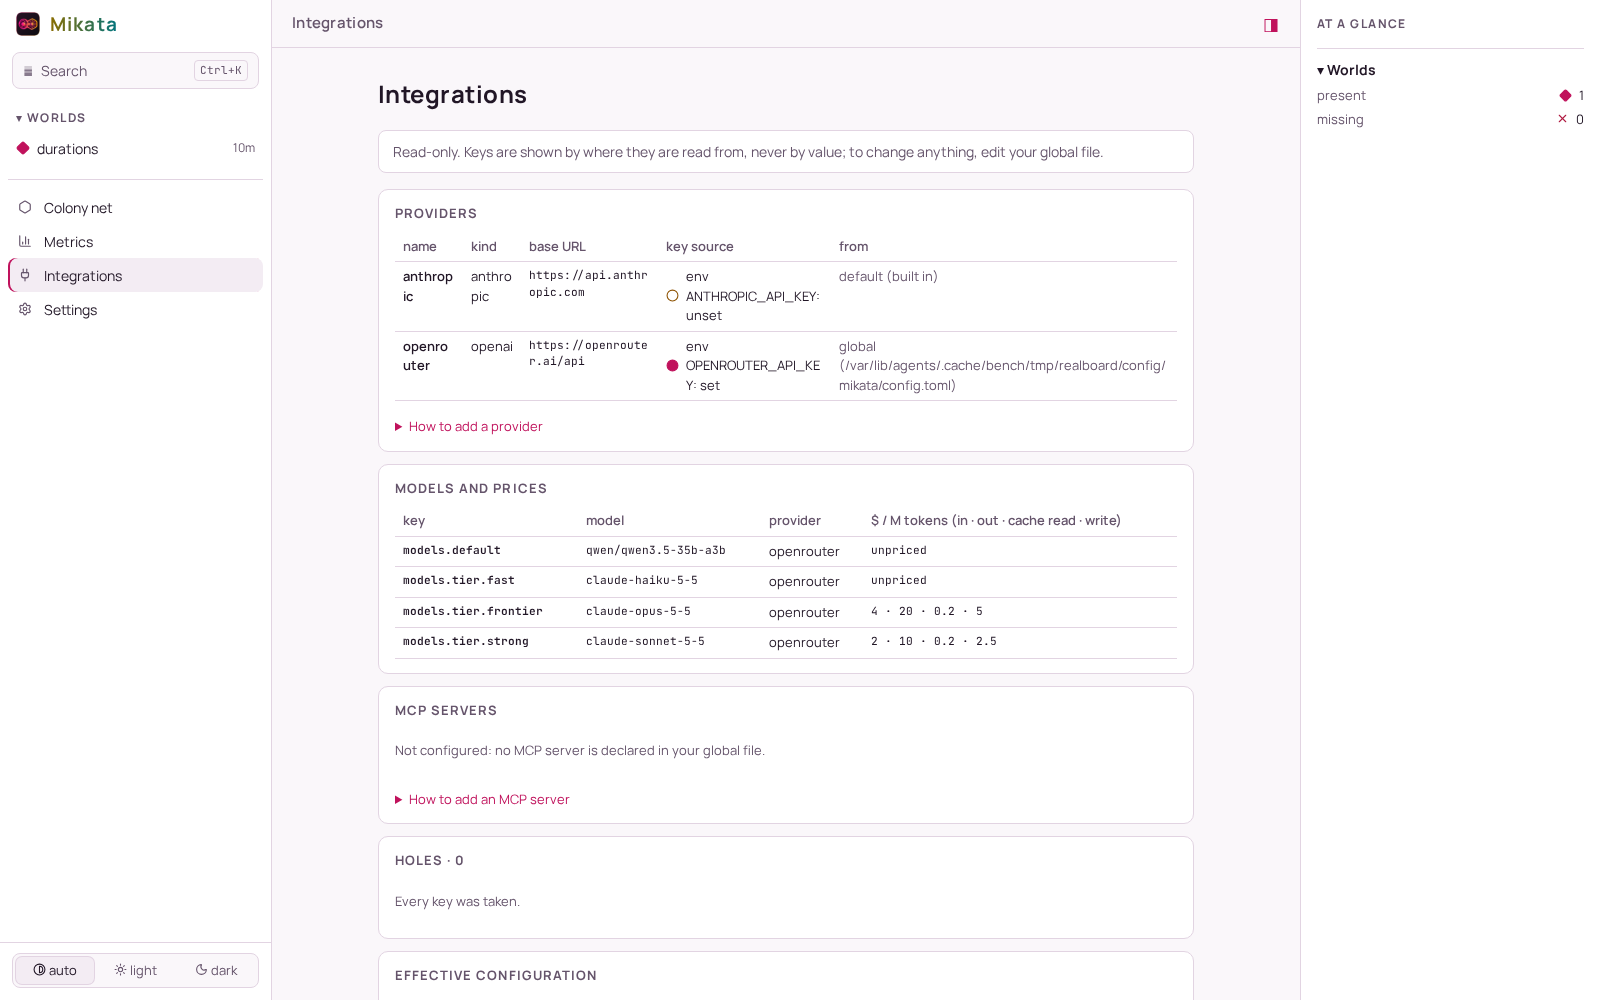 Mikata
Search Ctrl+K
WORLDS
durations 10m
Colony net
Metrics
Integrations
Settings
auto light dark
Integrations
Integrations
Read-only. Keys are shown by where they are read from, never by value; to change anything, edit your global file.
PROVIDERS
name kind base URL key source from
anthrop
ic
anthro
pic
https://api.anthr
opic.com
env
ANTHROPIC_API_KEY:
unset
default (built in)
openro
uter
openai
https://openroute
r.ai/api
env
OPENROUTER_API_KE
Y: set
global
(/var/lib/agents/.cache/bench/tmp/realboard/config/
mikata/config.toml)
How to add a provider
MODELS AND PRICES
key model provider $ / M tokens (in · out · cache read · write)
models.default qwen/qwen3.5-35b-a3b openrouter unpriced
models.tier.fast claude-haiku-5-5 openrouter unpriced
models.tier.frontier claude-opus-5-5 openrouter 4 · 20 · 0.2 · 5
models.tier.strong claude-sonnet-5-5 openrouter 2 · 10 · 0.2 · 2.5
MCP SERVERS
Not configured: no MCP server is declared in your global file.
How to add an MCP server
HOLES · 0
Every key was taken.
EFFECTIVE CONFIGURATION
AT A GLANCE
Worlds
present 1
missing 0